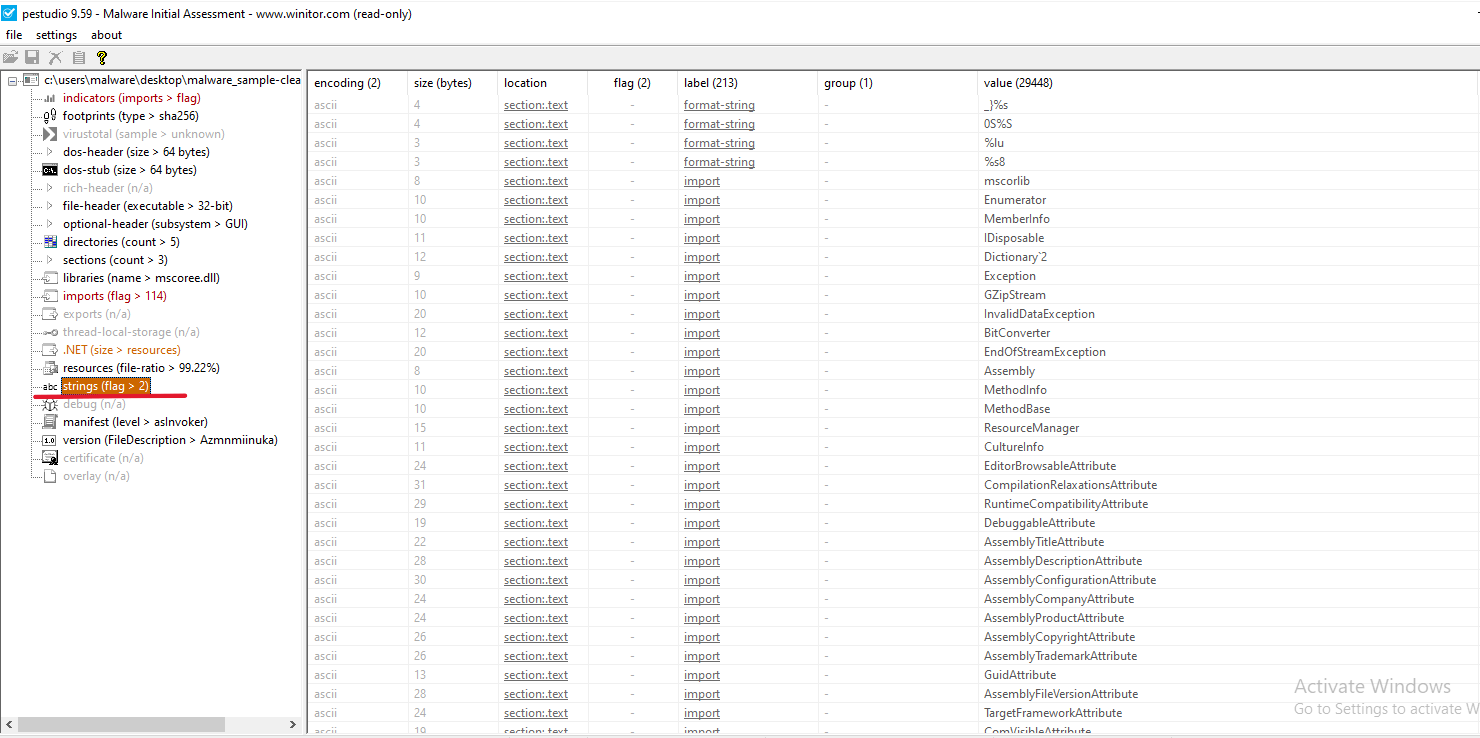 pestudio 9.59 - Malware Initial Assessment - www.winitor.com (read-only)
file settings about
c:\users\malware\desktop\malware_sample-clea
indicators (imports > flag)
footprints (type > sha256)
virustotal (sample > unknown)
dos-header (size > 64 bytes)
dos-stub (size > 64 bytes)
rich-header (n/a)
file-header (executable > 32-bit)
optional-header (subsystem > GUI)
directories (count > 5)
sections (count > 3)
libraries (name > mscoree.dll)
imports (flag > 114)
exports (n/a)
thread-local-storage (n/a)
.NET (size > resources)
resources (file-ratio > 99.22%)
abc strings (flag > 2)
debug (n/a)
manifest (level > asInvoker)
1.0 version (FileDescription > Azmnmiinuka)
certificate (n/a)
overlay (n/a)
encoding (2) size (bytes) location flag (2) label (213) group (1) value (29448)
ascii 4 section:.text - format-string - _}%s
ascii 4 section:.text - format-string - 0S%S
ascii 3 section:.text - format-string - %lu
ascii 3 section:.text - format-string - %s8
ascii 8 section:.text - import - mscorlib
ascii 10 section:.text - import - Enumerator
ascii 10 section:.text - import - MemberInfo
ascii 11 section:.text - import - IDisposable
ascii 12 section:.text - import - Dictionary`2
ascii 9 section:.text - import - Exception
ascii 10 section:.text - import - GZipStream
ascii 20 section:.text - import - InvalidDataException
ascii 12 section:.text - import - BitConverter
ascii 20 section:.text - import - EndOfStreamException
ascii 8 section:.text - import - Assembly
ascii 10 section:.text - import - MethodInfo
ascii 10 section:.text - import - MethodBase
ascii 15 section:.text - import - ResourceManager
ascii 11 section:.text - import - CultureInfo
ascii 24 section:.text - import - EditorBrowsableAttribute
ascii 31 section:.text - import - CompilationRelaxationsAttribute
ascii 29 section:.text - import - RuntimeCompatibilityAttribute
ascii 19 section:.text - import - DebuggableAttribute
ascii 22 section:.text - import - AssemblyTitleAttribute
ascii 28 section:.text - import - AssemblyDescriptionAttribute
ascii 30 section:.text - import - AssemblyConfigurationAttribute
ascii 24 section:.text - import - AssemblyCompanyAttribute
ascii 24 section:.text - import - AssemblyProductAttribute
ascii 26 section:.text - import - AssemblyCopyrightAttribute
ascii 26 section:.text - import - AssemblyTrademarkAttribute
ascii 13 section:.text - import - GuidAttribute
ascii 28 section:.text - import - AssemblyFileVersionAttribute
ascii 24 section:.text - import - TargetFrameworkAttribute
ascii 19 section:.text - import - ComVisibleAttribute
Activate Windows
Go to Settings to activate W